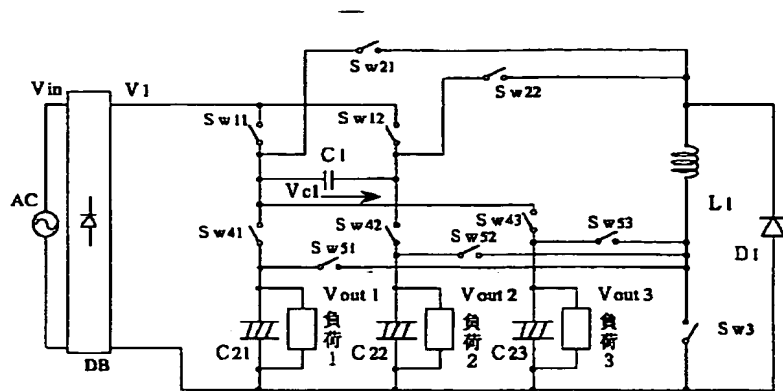 Sw21
Vin
V1
Sw22
Sw11
Sw12
C1
Vc1
AC
Sw41
Sw42
Sw43
Sw53
L1
Sw51
Sw52
D1
Vout 1
Vout 2
Vout 3
負荷1
負荷2
負荷3
Sw3
C21
C22
C23
DB